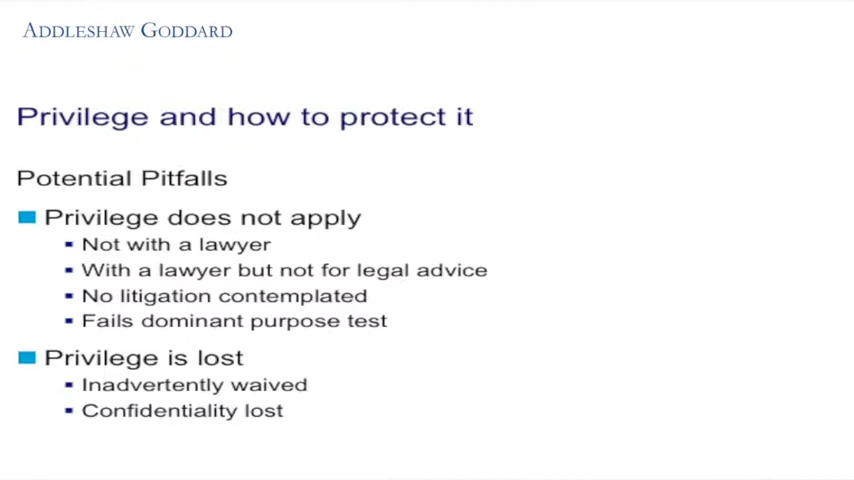 ADDLESHAW GODDARD
Privilege and how to protect it
Potential Pitfalls
Privilege does not apply
Not with a lawyer
With a lawyer but not for legal advice
No litigation contemplated
Fails dominant purpose test
Privilege is lost
Inadvertently waived
Confidentiality lost